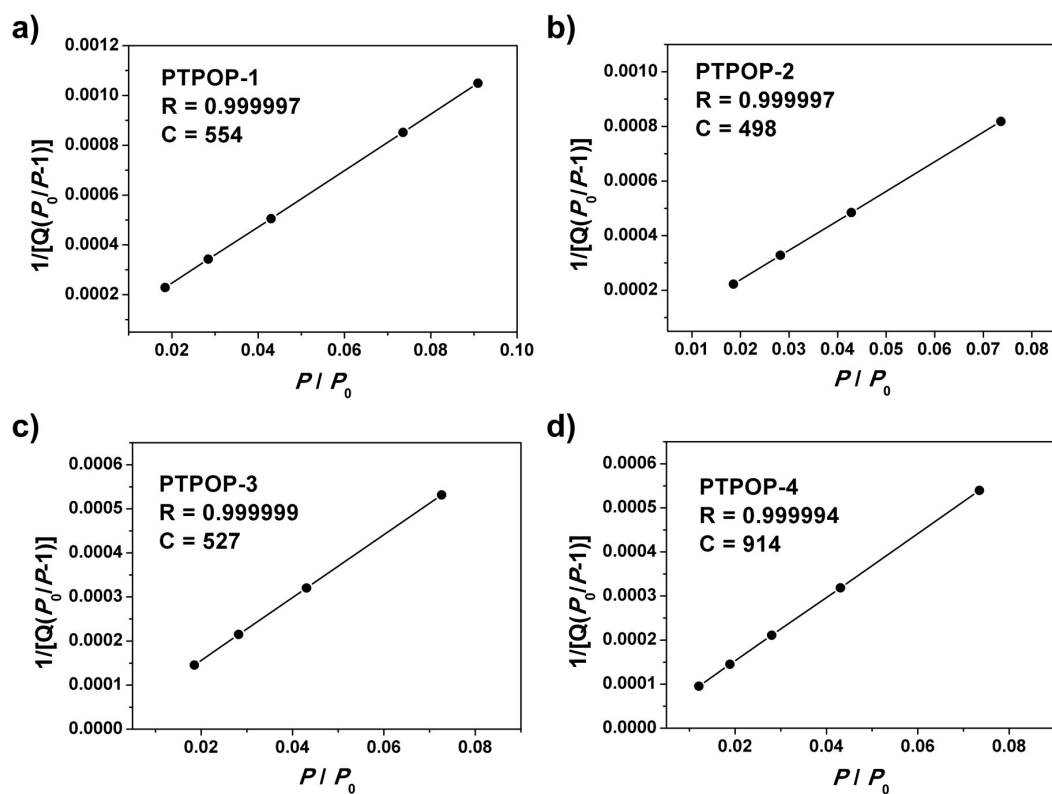 a)
PTPOP-1
R = 0.999997
C = 554
1/[Q(P₀/P-1)]
0.0012
0.0010
0.0008
0.0006
0.0004
0.0002
0.02 0.04 0.06 0.08 0.10
P / P₀
b)
PTPOP-2
R = 0.999997
C = 498
1/[Q(P₀/P-1)]
0.0010
0.0008
0.0006
0.0004
0.0002
0.01 0.02 0.03 0.04 0.05 0.06 0.07 0.08
P / P₀
c)
PTPOP-3
R = 0.999999
C = 527
1/[Q(P₀/P-1)]
0.0006
0.0005
0.0004
0.0003
0.0002
0.0001
0.0000
0.02 0.04 0.06 0.08
P / P₀
d)
PTPOP-4
R = 0.999994
C = 914
1/[Q(P₀/P-1)]
0.0006
0.0005
0.0004
0.0003
0.0002
0.0001
0.0000
0.02 0.04 0.06 0.08
P / P₀